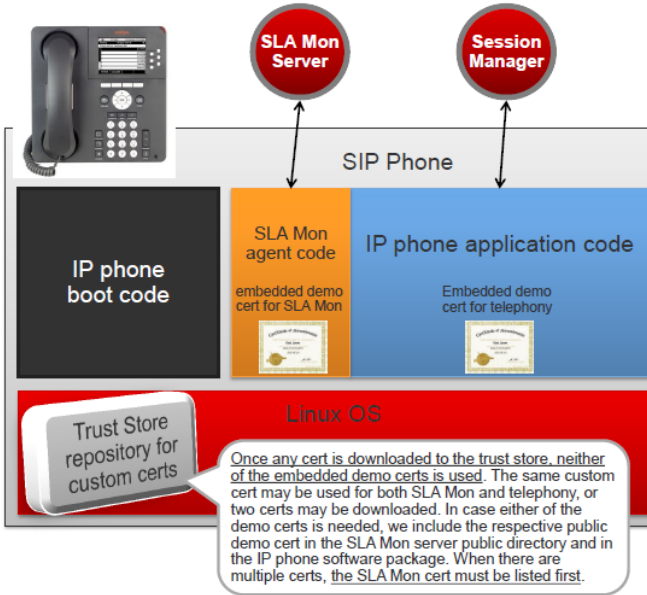 SLA Mon
Server
Session
Manager
SIP Phone
IP phone
boot code
SLA Mon
agent code
embedded demo
cert for SLA Mon
IP phone application code
Embedded demo
cert for telephony
Linux OS
Trust Store
repository for
custom certs
Once any cert is downloaded to the trust store, neither
of the embedded demo certs is used. The same custom
cert may be used for both SLA Mon and telephony, or
two certs may be downloaded. In case either of the
demo certs is needed, we include the respective public
demo cert in the SLA Mon server public directory and in
the IP phone software package. When there are
multiple certs, the SLA Mon cert must be listed first.